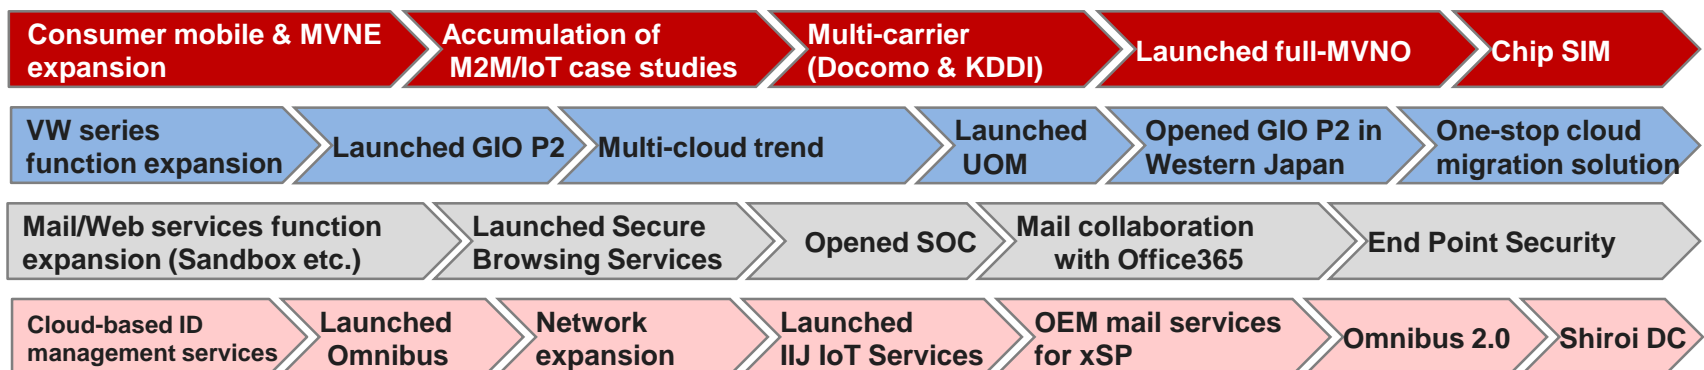 Consumer mobile & MVNE
expansion
Accumulation of
M2M/IoT case studies
Multi-carrier
(Docomo & KDDI)
Launched full-MVNO
Chip SIM
VW series
function expansion
Launched GIO P2
Multi-cloud trend
Launched
UOM
Opened GIO P2 in
Western Japan
One-stop cloud
migration solution
Mail/Web services function
expansion (Sandbox etc.)
Launched Secure
Browsing Services
Opened SOC
Mail collaboration
with Office365
End Point Security
Cloud-based ID
management services
Launched
Omnibus
Network
expansion
Launched
IIJ IoT Services
OEM mail services
for xSP
Omnibus 2.0
Shiroi DC